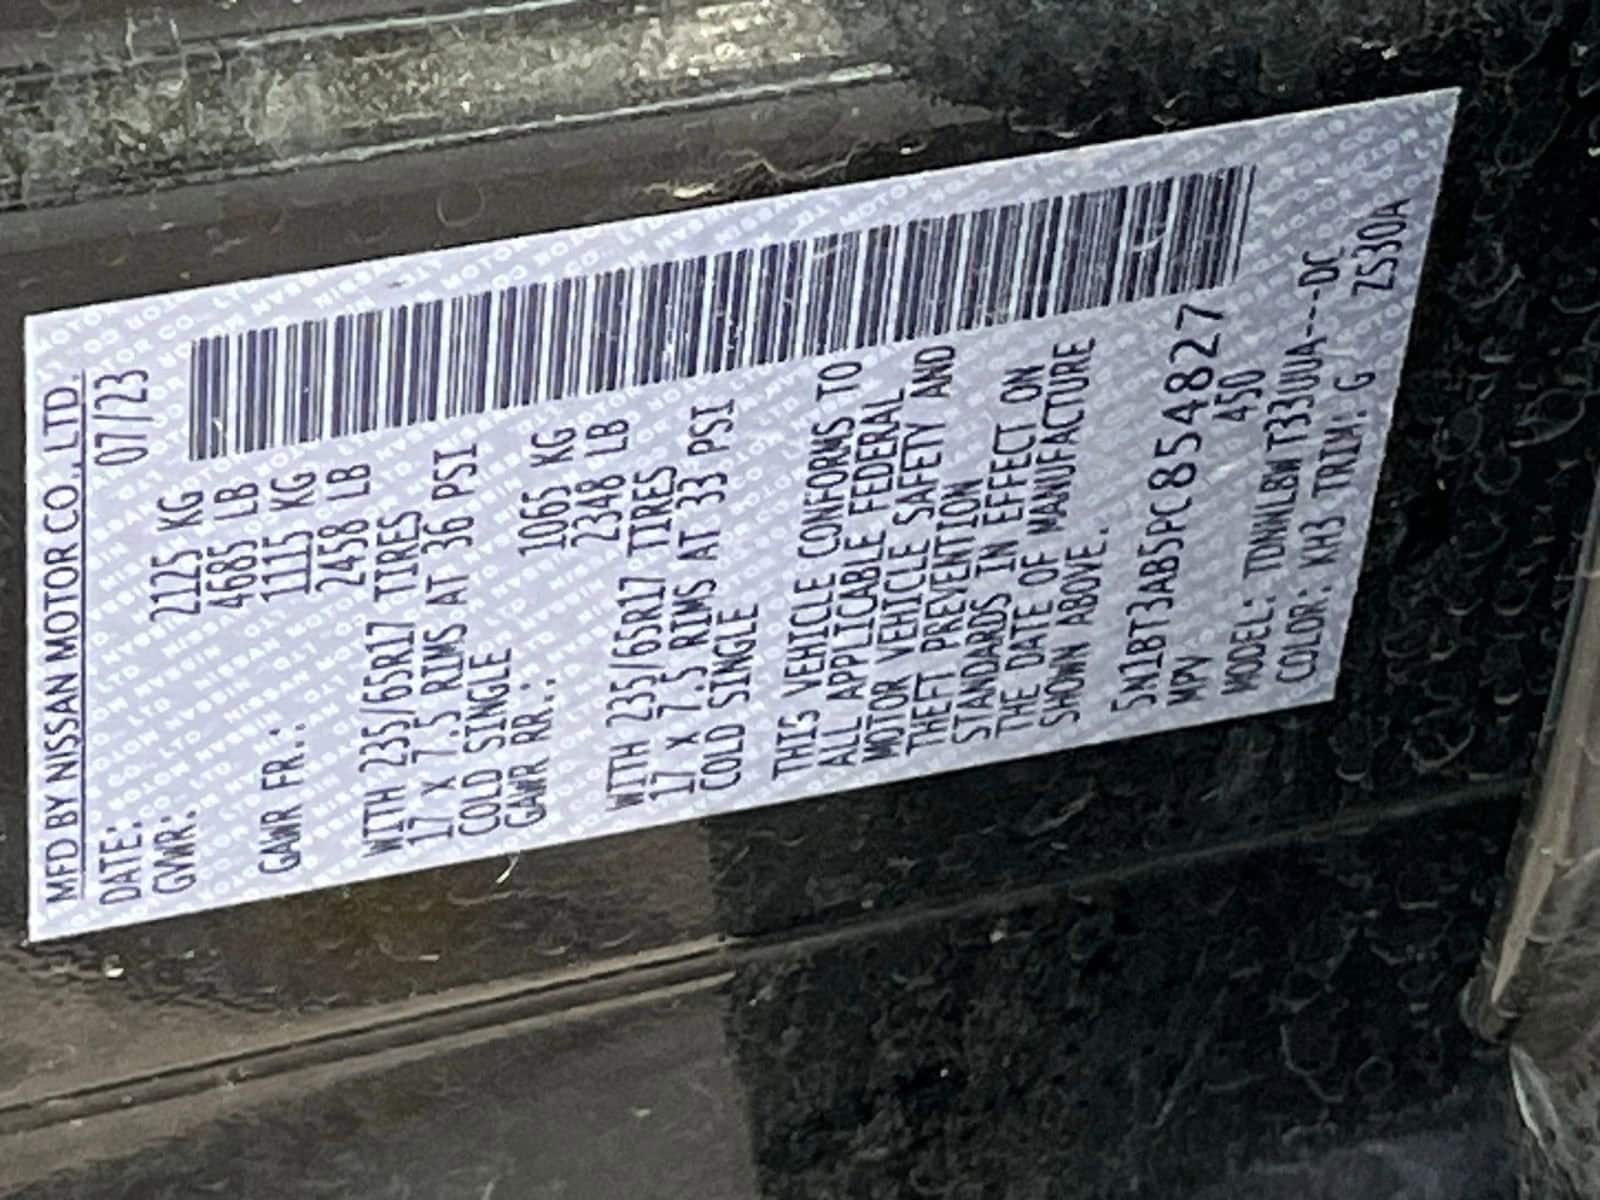 MFD BY NISSAN MOTOR CO., LTD.
DATE: 07/23
GVWR: 2125 KG
4685 LB
GAWR FR.: 1115 KG
2458 LB
WITH 235/65R17 TIRES
17 X 7.5 RIMS AT 36 PSI
COLD SINGLE
GAWR RR.: 1065 KG
2348 LB
WITH 235/65R17 TIRES
17 X 7.5 RIMS AT 33 PSI
COLD SINGLE
THIS VEHICLE CONFORMS TO
ALL APPLICABLE FEDERAL
MOTOR VEHICLE SAFETY AND
THEFT PREVENTION
STANDARDS IN EFFECT ON
THE DATE OF MANUFACTURE
SHOWN ABOVE.
5N1BT3AB5PC854827
MPV 450
MODEL: TDNNLBWT33UUA---DC
COLOR: KH3 TRIM: G ZS30A